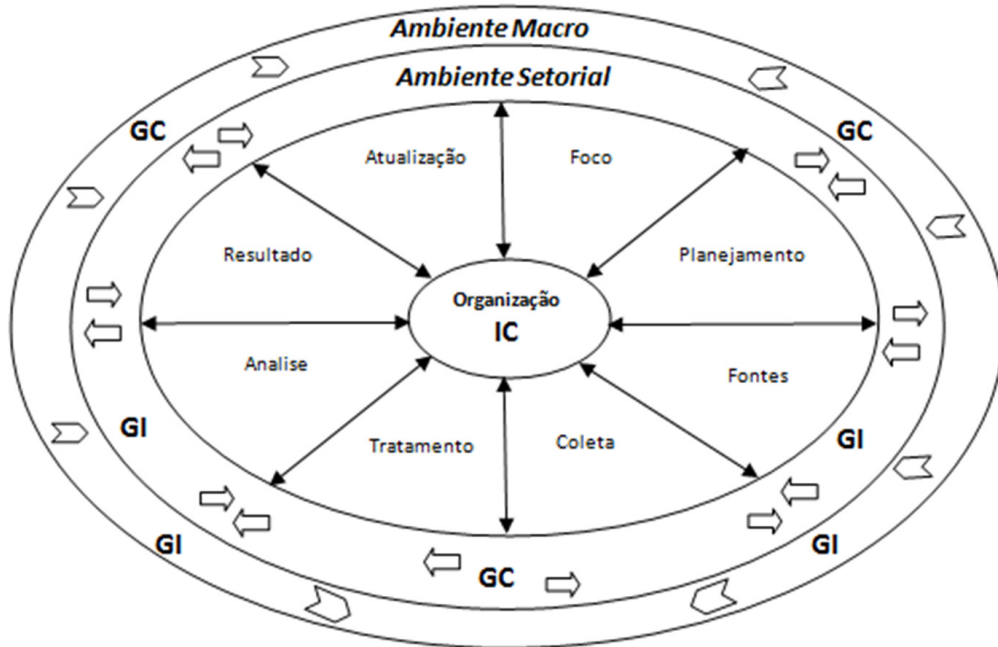 Ambiente Macro
Ambiente Setorial
GC
GC
Atualização
Foco
Resultado
Planejamento
Organização
IC
Analise
Fontes
GI
GI
Tratamento
Coleta
GI
GI
GC